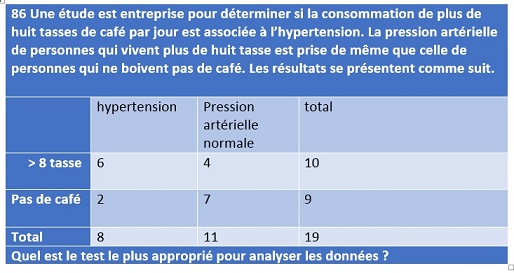 86 Une étude est entreprise pour déterminer si la consommation de plus de
huit tasses de café par jour est associée à l’hypertension. La pression artérielle
de personnes qui vivent plus de huit tasse est prise de même que celle de
personnes qui ne boivent pas de café. Les résultats se présentent comme suit.
hypertension Pression artérielle normale total
> 8 tasse 6 4 10
Pas de café 2 7 9
Total 8 11 19
Quel est le test le plus approprié pour analyser les données ?